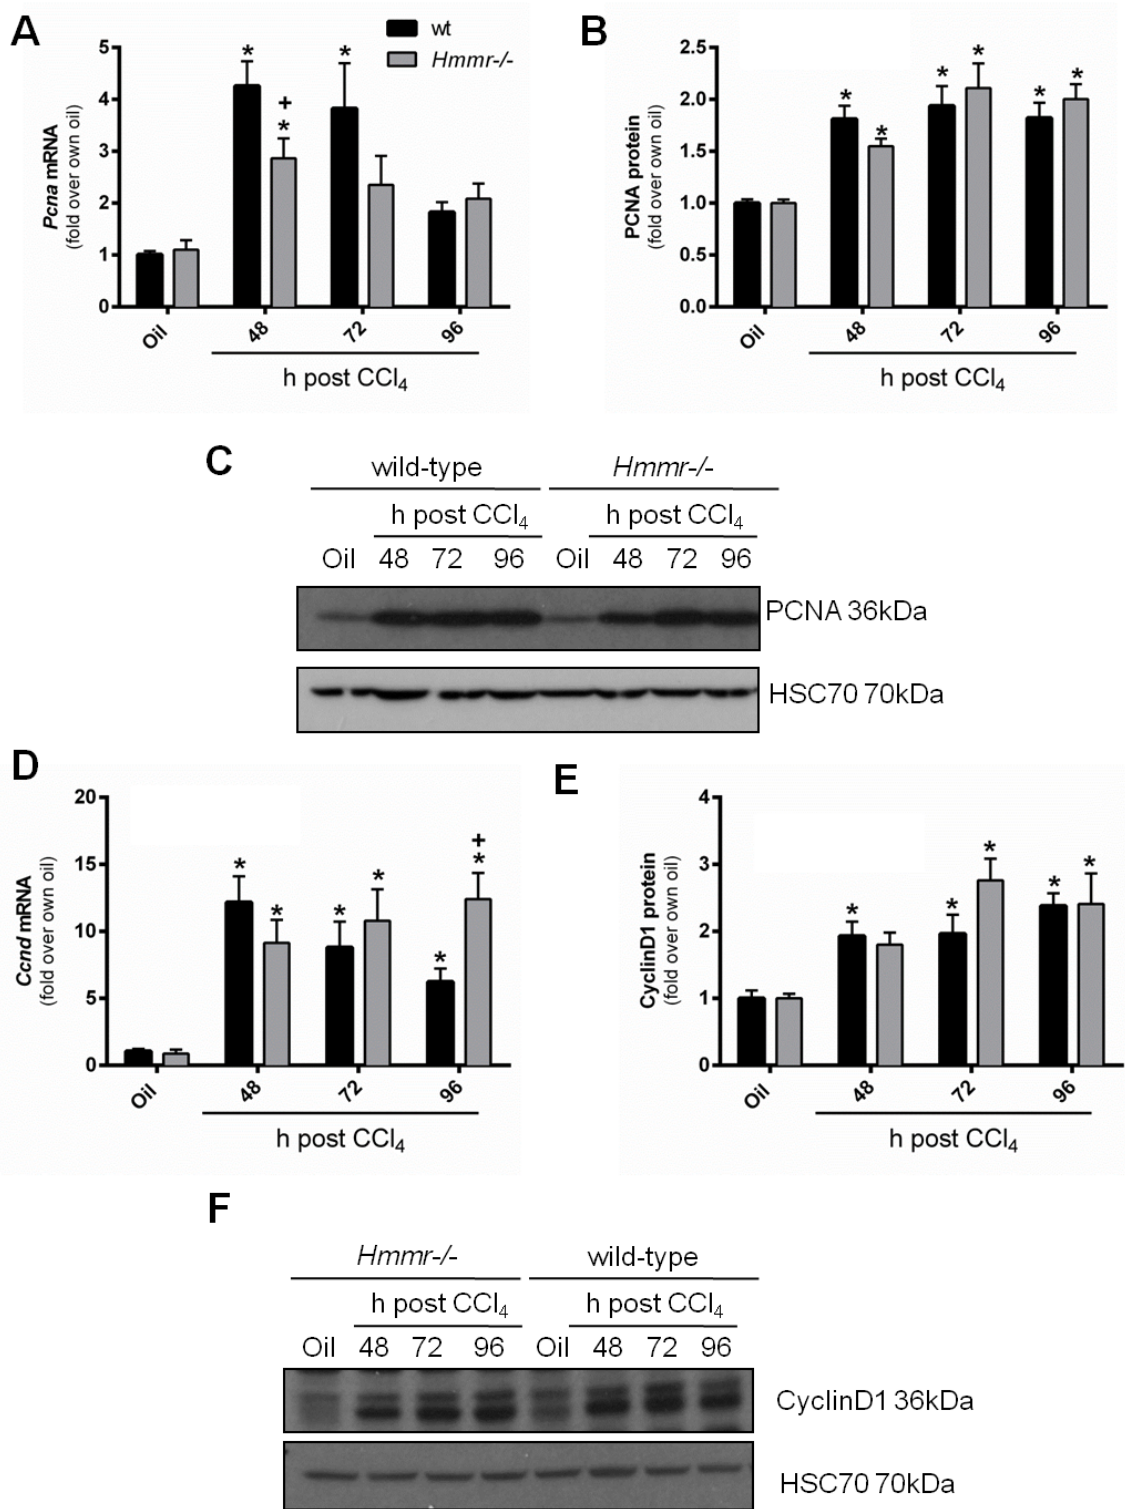 A
wt
Hmmr-/-
5
4
3
2
1
0
Pcna mRNA
(fold over own oil)
*
*
+
*
Oil
48
72
96
h post CCl4
B
2.5
2.0
1.5
1.0
0.5
0.0
PCNA protein
(fold over own oil)
*
*
*
*
*
*
Oil
48
72
96
h post CCl4
C
wild-type
Hmmr-/-
h post CCl4
h post CCl4
Oil 48 72 96 Oil 48 72 96
PCNA 36kDa
HSC70 70kDa
D
20
15
10
5
0
Ccnd mRNA
(fold over own oil)
*
*
*
*
*
+
*
Oil
48
72
96
h post CCl4
E
4
3
2
1
0
CyclinD1 protein
(fold over own oil)
*
*
*
*
*
Oil
48
72
96
h post CCl4
F
Hmmr-/-
wild-type
h post CCl4
h post CCl4
Oil 48 72 96 Oil 48 72 96
CyclinD1 36kDa
HSC70 70kDa